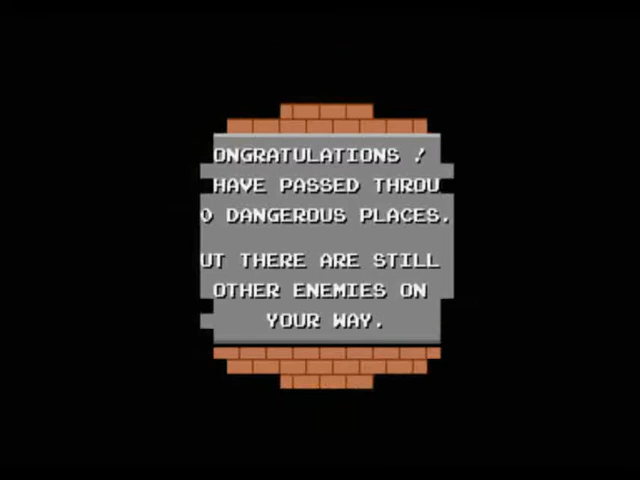 ONGRATULATIONS !
HAVE PASSED THROU
O DANGEROUS PLACES.
UT THERE ARE STILL
OTHER ENEMIES ON
YOUR WAY.